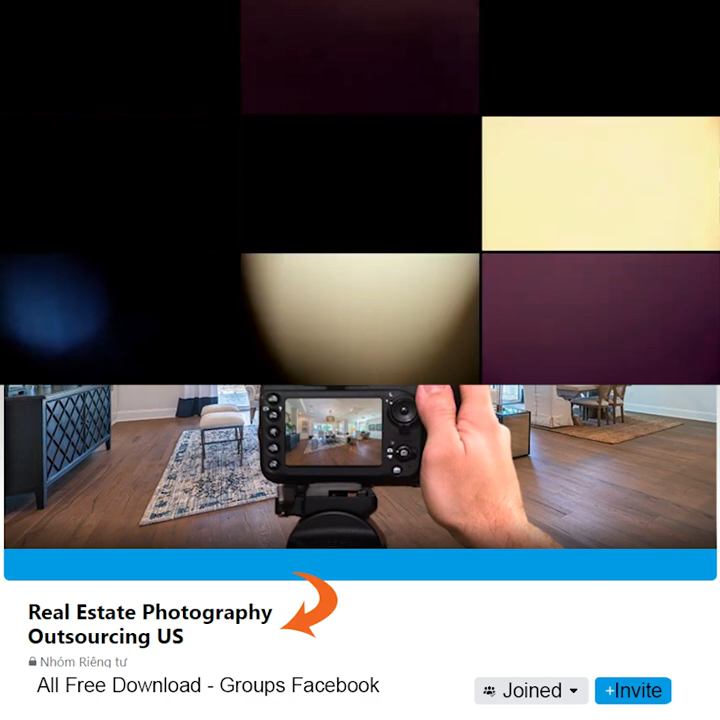 Real Estate Photography
Outsourcing US
Nhóm Riêng tư
All Free Download - Groups Facebook
Joined
+Invite